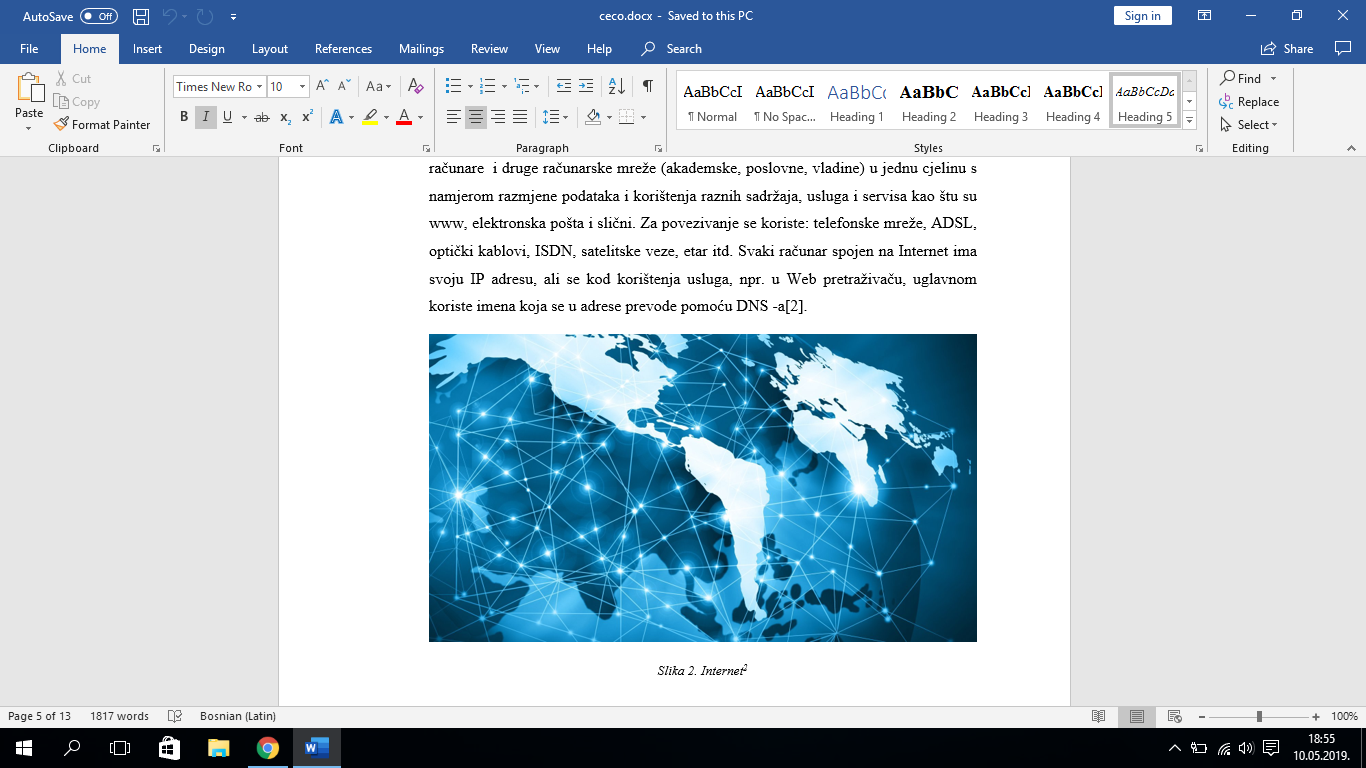 AutoSave Off ceco.docx - Saved to this PC Sign in
File Home Insert Design Layout References Mailings Review View Help Search Share
Paste Cut Copy Format Painter
Times New Ro 10
AaBbCcI AaBbCcI AaBbCc AaBbC AaBbCcI AaBbCcI AaBbCcDc
¶ Normal ¶ No Spac... Heading 1 Heading 2 Heading 3 Heading 4 Heading 5
Find Replace Select
Clipboard Font Paragraph Styles Editing
računare i druge računarske mreže (akademske, poslovne, vladine) u jednu cjelinu s
namjerom razmjene podataka i korištenja raznih sadržaja, usluga i servisa kao štu su
www, elektronska pošta i slični. Za povezivanje se koriste: telefonske mreže, ADSL,
optički kablovi, ISDN, satelitske veze, etar itd. Svaki računar spojen na Internet ima
svoju IP adresu, ali se kod korištenja usluga, npr. u Web pretraživaču, uglavnom
koriste imena koja se u adrese prevode pomoću DNS -a[2].
Slika 2. Internet²
Page 5 of 13 1817 words Bosnian (Latin) 100%
18:55
10.05.2019.